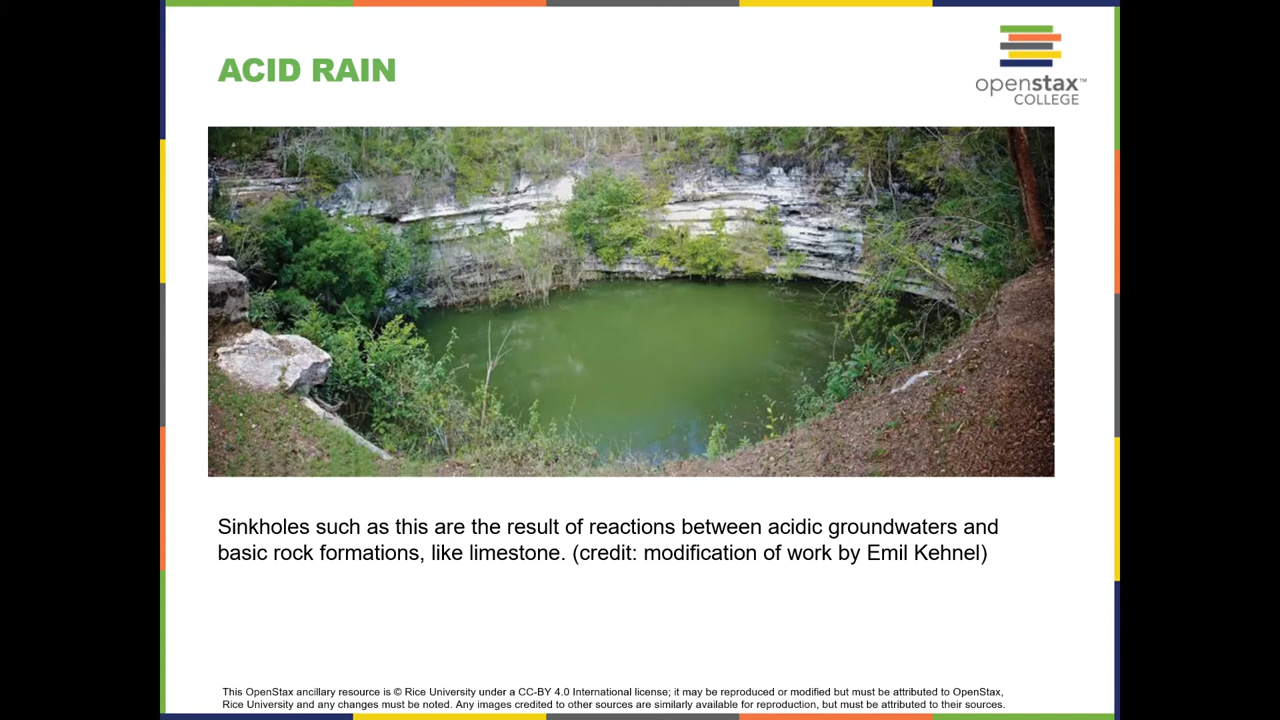 ACID RAIN
openstax™
COLLEGE
Sinkholes such as this are the result of reactions between acidic groundwaters and
basic rock formations, like limestone. (credit: modification of work by Emil Kehnel)
This OpenStax ancillary resource is © Rice University under a CC-BY 4.0 International license; it may be reproduced or modified but must be attributed to OpenStax,
Rice University and any changes must be noted. Any images credited to other sources are similarly available for reproduction, but must be attributed to their sources.